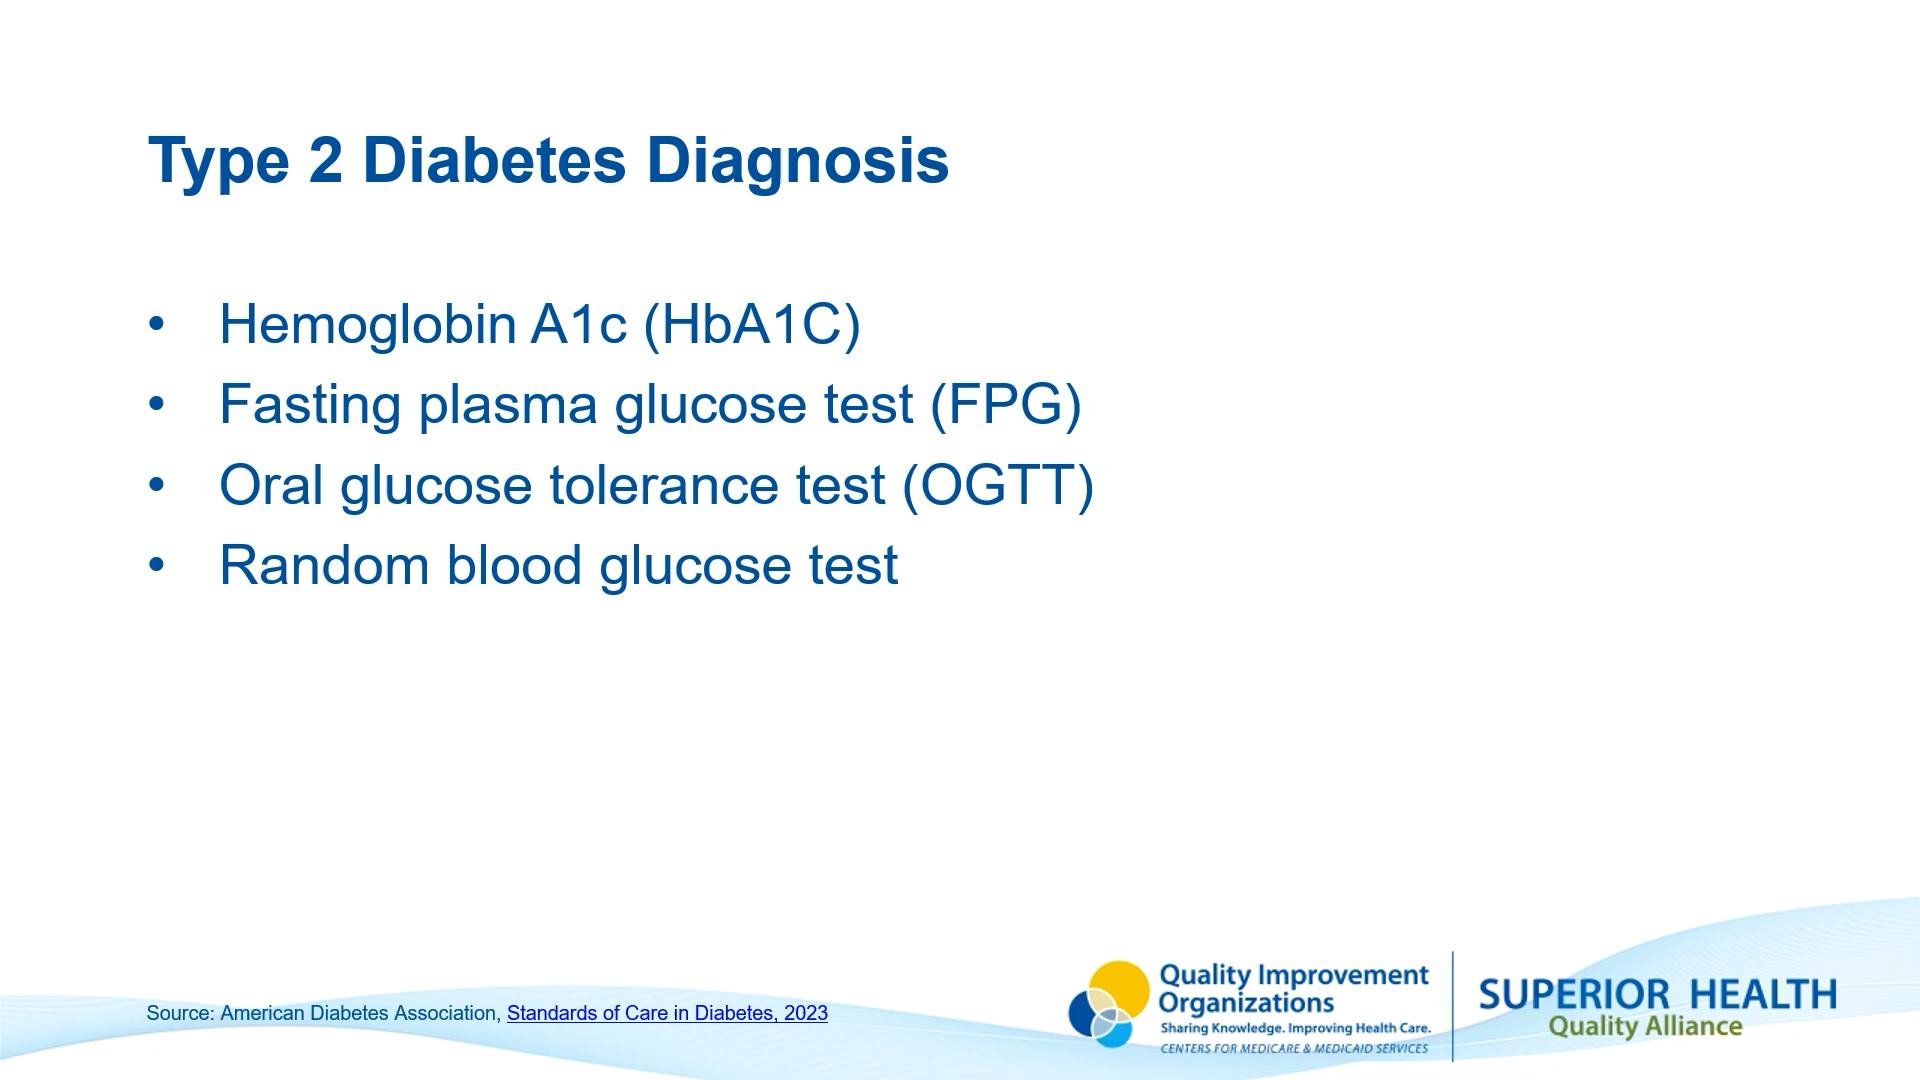 Type 2 Diabetes Diagnosis
• Hemoglobin A1c (HbA1C)
• Fasting plasma glucose test (FPG)
• Oral glucose tolerance test (OGTT)
• Random blood glucose test
Source: American Diabetes Association, Standards of Care in Diabetes, 2023
Quality Improvement
Organizations
Sharing Knowledge. Improving Health Care.
CENTERS FOR MEDICARE & MEDICAID SERVICES
SUPERIOR HEALTH
Quality Alliance